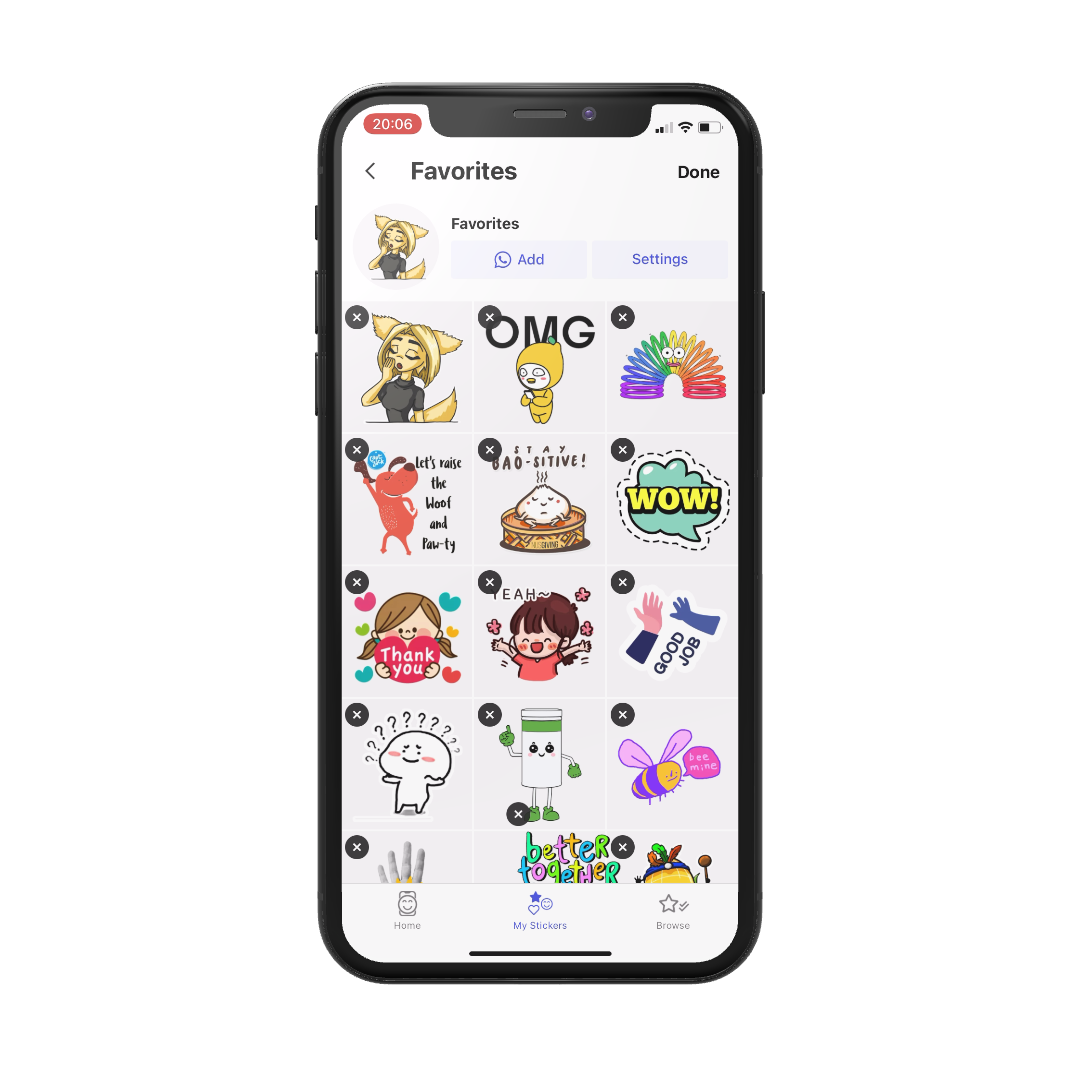 20:06
Favorites
Done
Favorites
Add
Settings
OMG
Let's raise
the
Woof
and
Paw-ty
STAY
BAO-SITIVE!
GIVING
WOW!
Thank
you
YEAH~
GOOD
JOB
? ? ? ? ? ? ? ? ? ?
bee
mine
better
together
Home
My Stickers
Browse